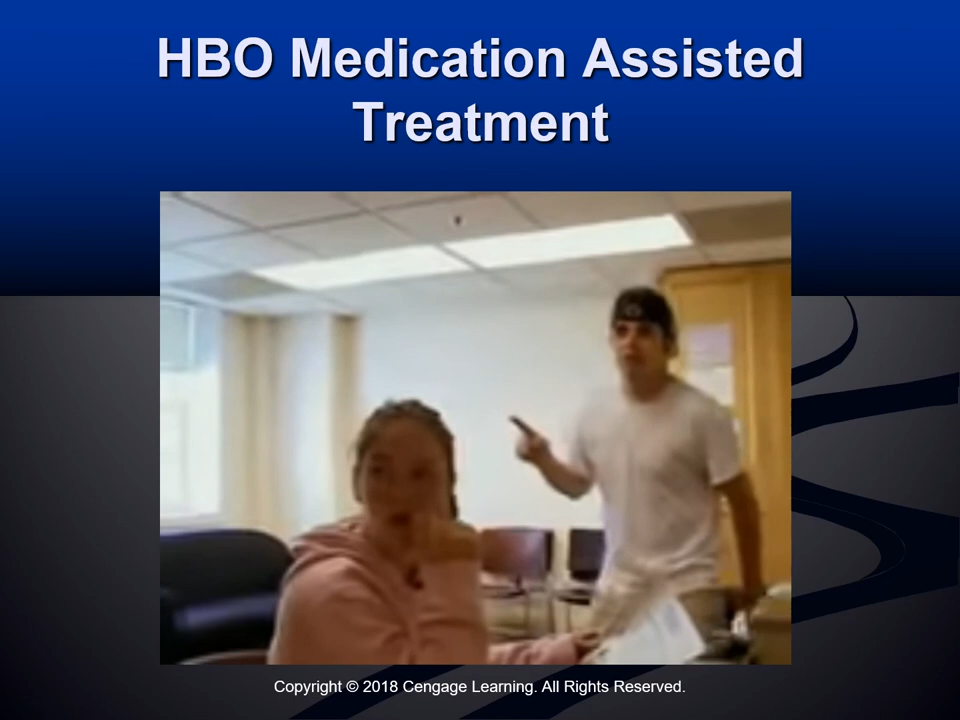 HBO Medication Assisted
Treatment
Copyright © 2018 Cengage Learning. All Rights Reserved.